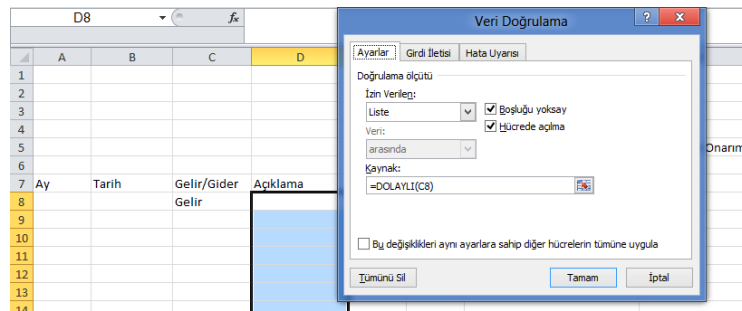 D8 fx
Veri Doğrulama
? X
Ayarlar Girdi İletisi Hata Uyarısı
A B C D
Doğrulama ölçütü
1
İzin Verilen:
2
Liste Boşluğu yoksay
3
Veri: Hücrede açılma
4
arasında
5 Onarım
Kaynak:
6
=DOLAYLI(C8)
7 Ay Tarih Gelir/Gider Açıklama
8 Gelir
9
10
Bu değişiklikleri aynı ayarlara sahip diğer hücrelerin tümüne uygula
11
12
Tümünü Sil Tamam İptal
13
14